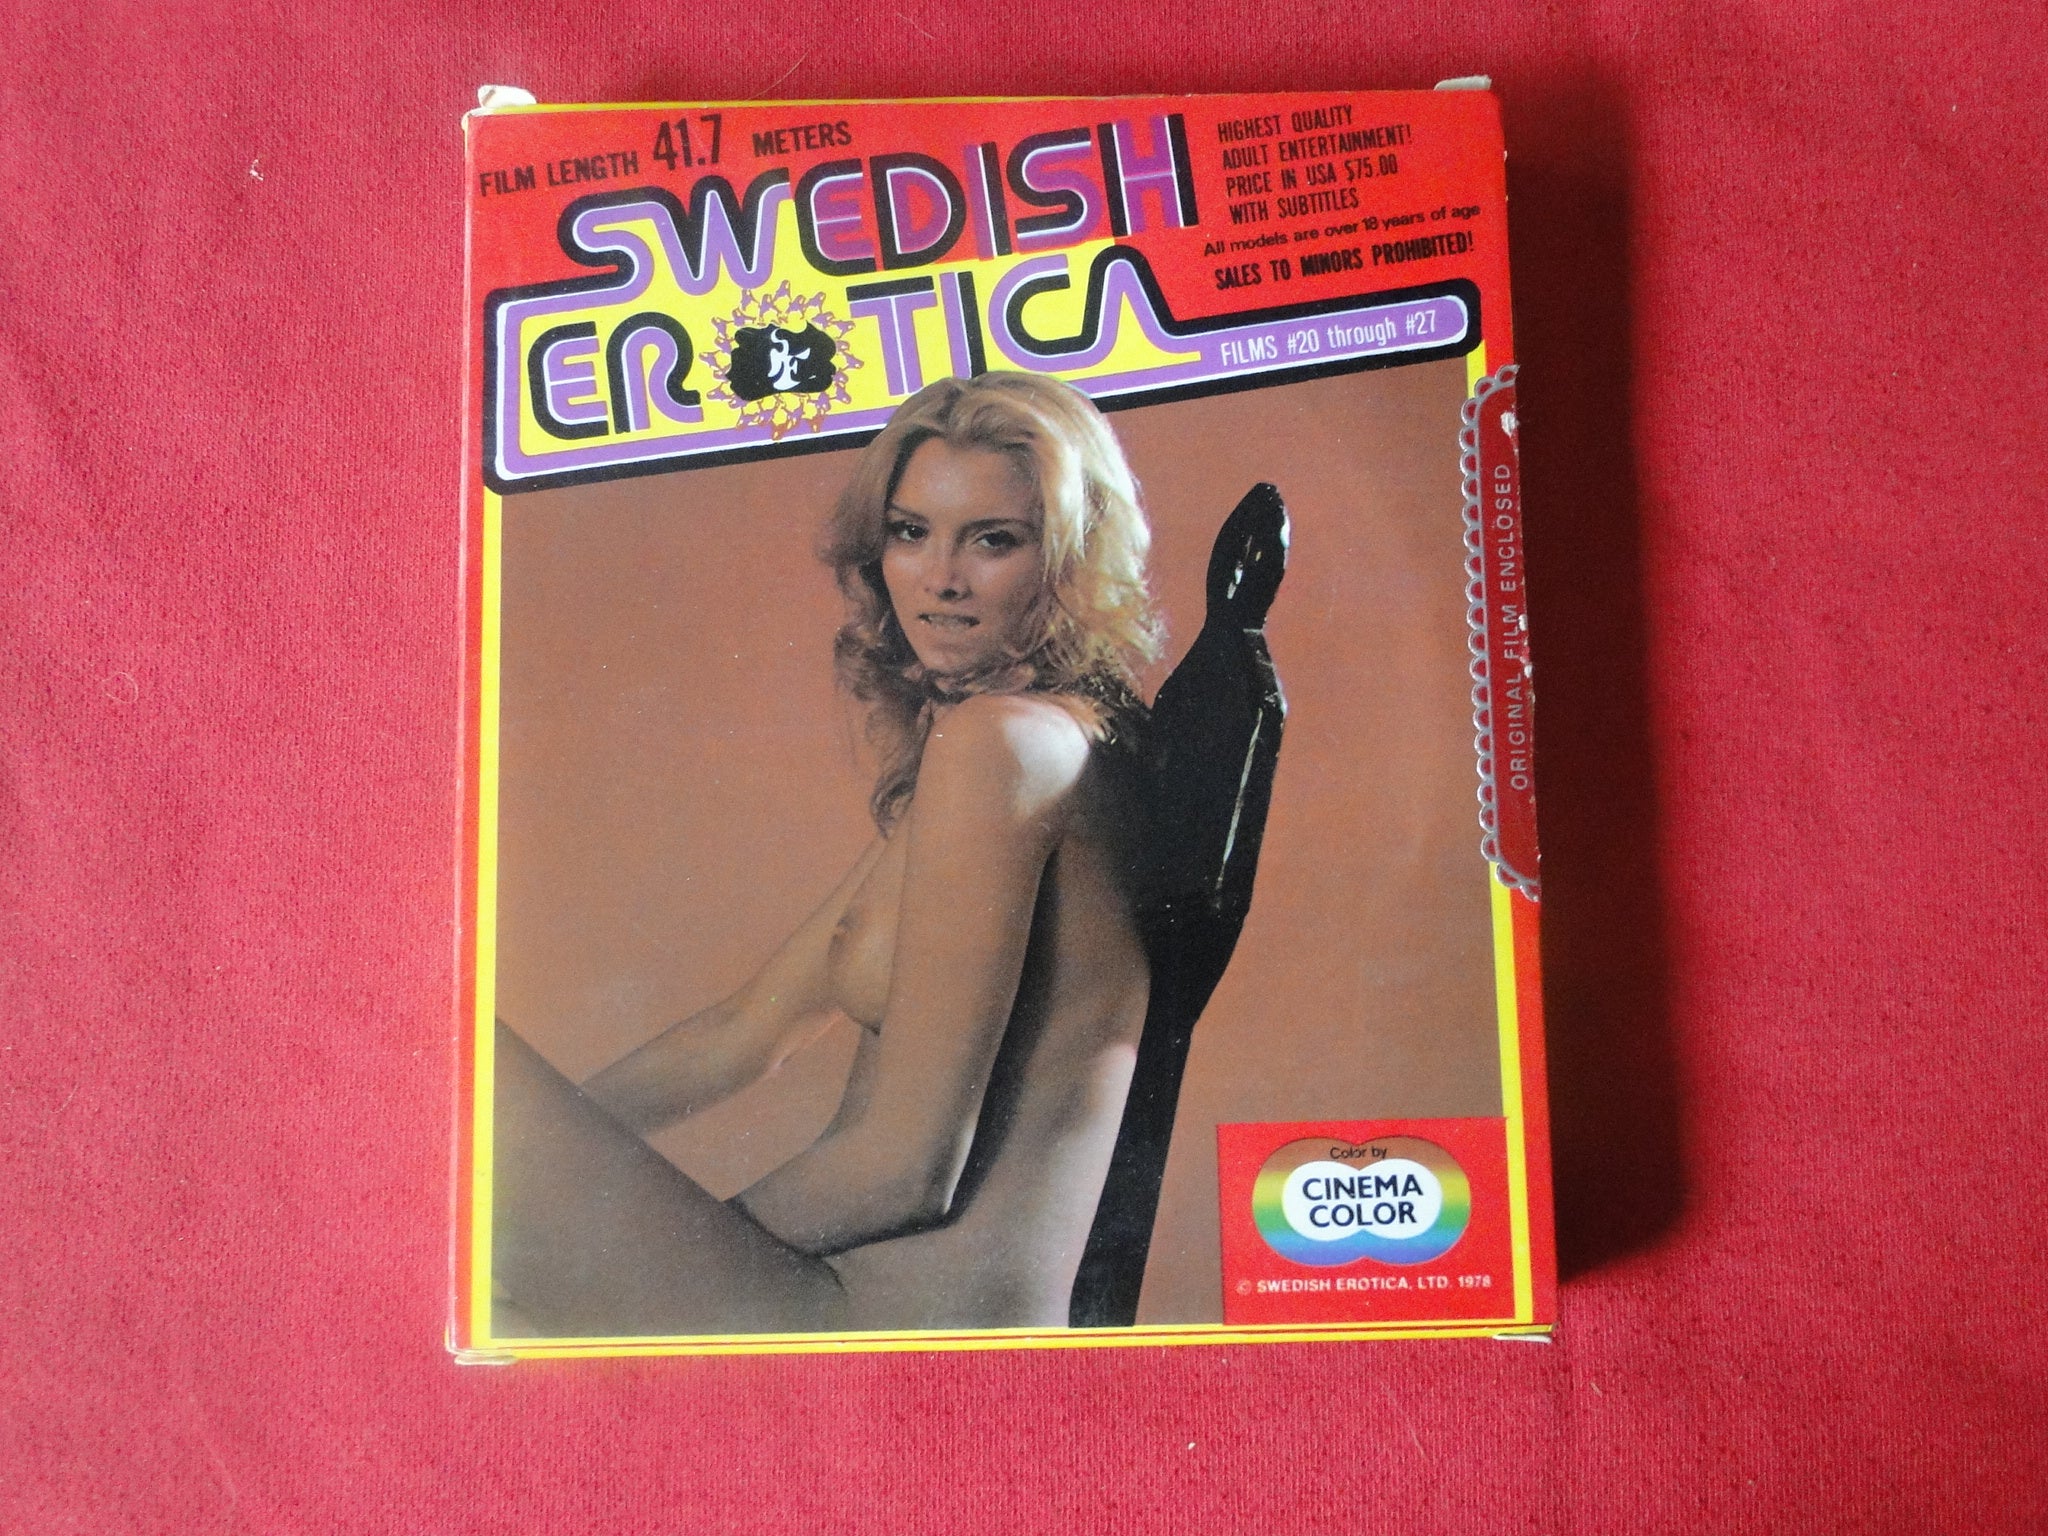 FILM LENGTH 41.7 METERS
SWEDISH
EROTICA
HIGHEST QUALITY
ADULT ENTERTAINMENT!
PRICE IN USA $75.00
WITH SUBTITLES
All models are over 18 years of age
SALES TO MINORS PROHIBITED!
FILMS #20 through #27
ORIGINAL FILM ENCLOSED
Color by
CINEMA
COLOR
© SWEDISH EROTICA, LTD. 1978